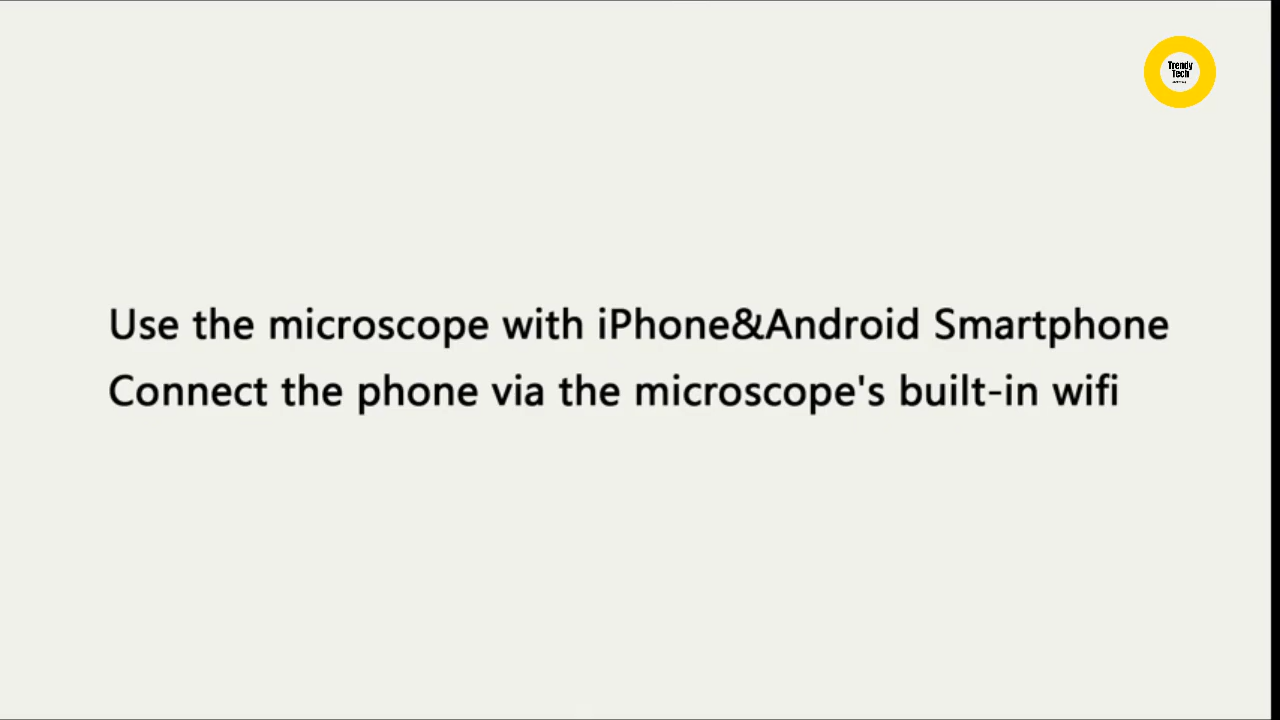 Trendy
Tech
Use the microscope with iPhone&Android Smartphone
Connect the phone via the microscope's built-in wifi